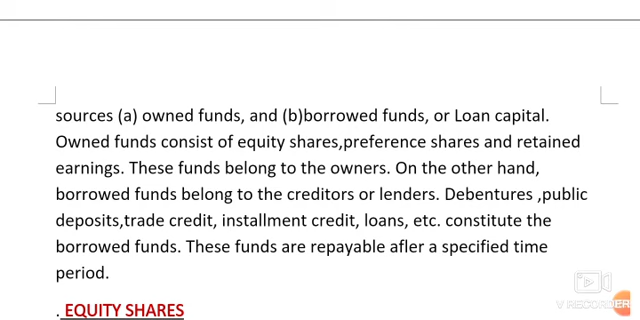 sources (a) owned funds, and (b)borrowed funds, or Loan capital.
Owned funds consist of equity shares,preference shares and retained
earnings. These funds belong to the owners. On the other hand,
borrowed funds belong to the creditors or lenders. Debentures ,public
deposits,trade credit, installment credit, loans, etc. constitute the
borrowed funds. These funds are repayable afler a specified time
period.
. EQUITY SHARES
V RECORDER